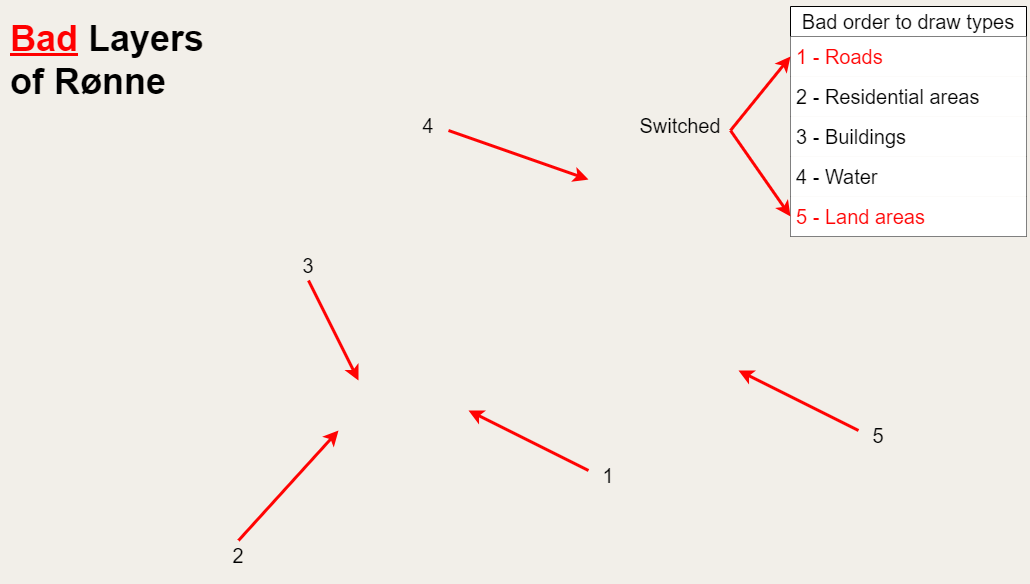 Bad Layers
of Rønne
Bad order to draw types
1 - Roads
2 - Residential areas
3 - Buildings
4 - Water
5 - Land areas
Switched
4
3
5
1
2